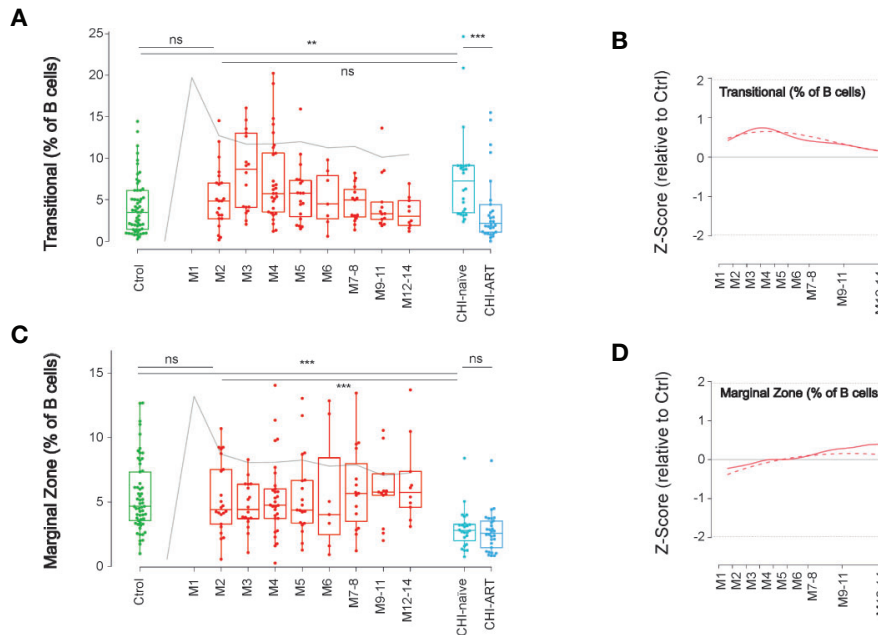 A
Transitional (% of B cells)
25
20
15
10
5
0
ns
**
ns
***
Ctrol
M1
M2
M3
M4
M5
M6
M7-8
M9-11
M12-14
CHI-naïve
CHI-ART
B
Z-Score (relative to Ctrl)
2
1
0
-1
-2
Transitional (% of B cells)
M1
M2
M3
M4
M5
M6
M7-8
M9-11
C
Marginal Zone (% of B cells)
15
10
5
0
ns
***
***
ns
Ctrol
M1
M2
M3
M4
M5
M6
M7-8
M9-11
M12-14
CHI-naïve
CHI-ART
D
Z-Score (relative to Ctrl)
2
1
0
-1
-2
Marginal Zone (% of B cells
M1
M2
M3
M4
M5
M6
M7-8
M9-11